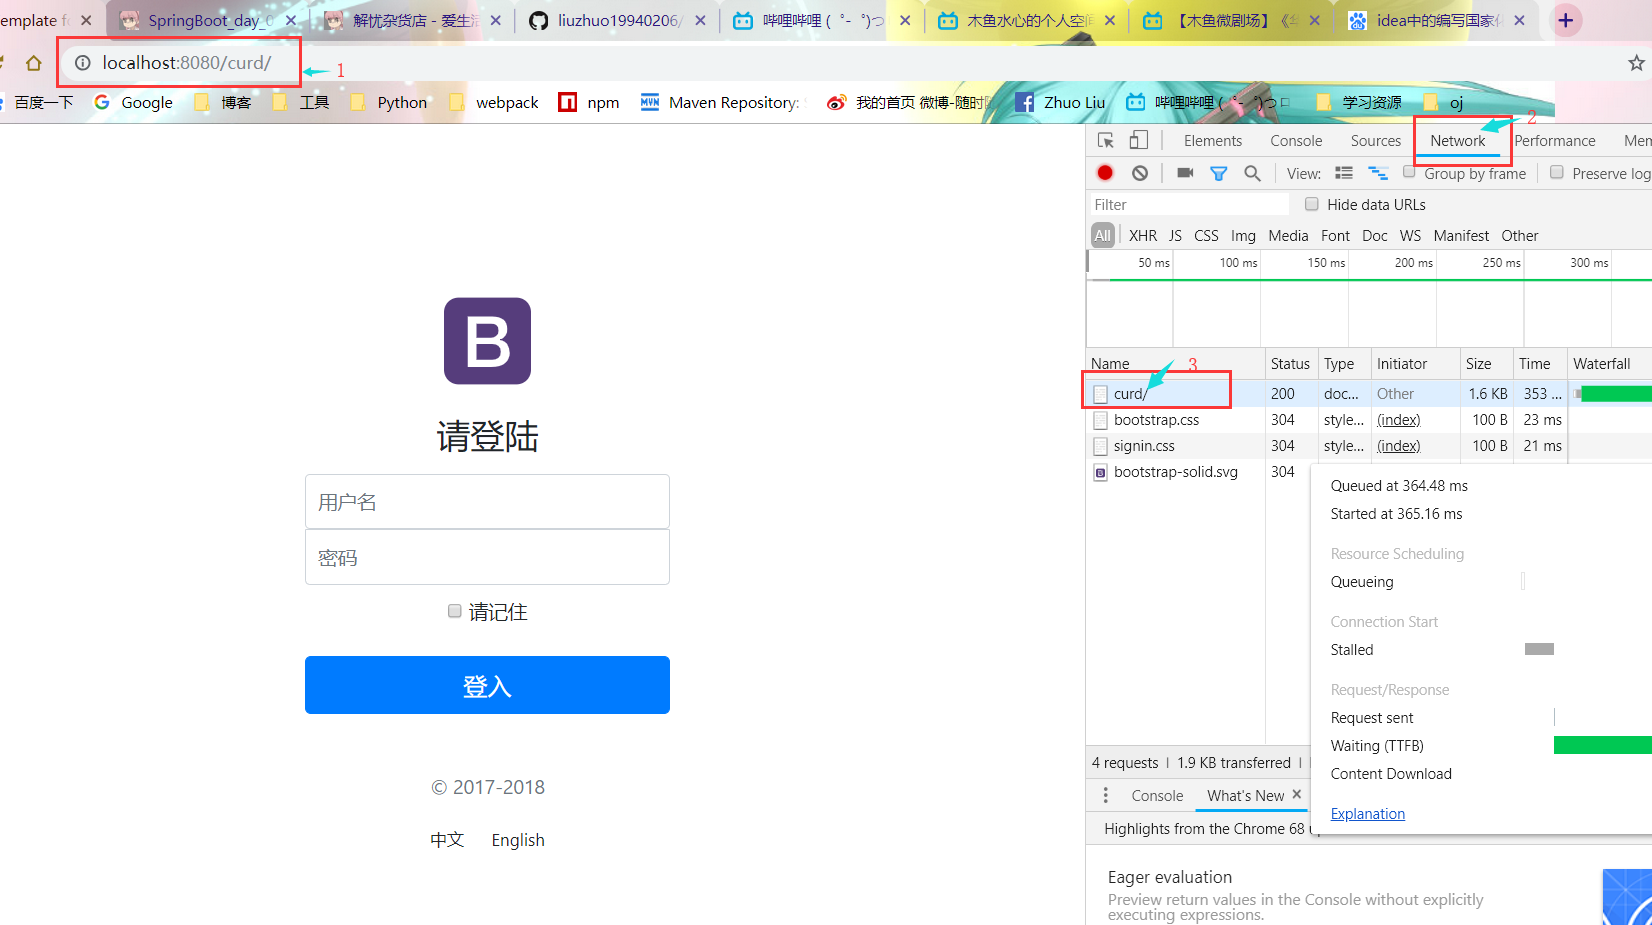 emplate fo
SpringBoot_day_0
解忧杂货店 - 爱生活
liuzhuo19940206/
哔哩哔哩 ( ゜- ゜)つ
木鱼水心的个人空间
【木鱼微剧场】《华
idea中的编写国家化
localhost:8080/curd/
1
百度一下
Google
博客
工具
Python
webpack
npm
Maven Repository:
我的首页 微博-随时随
Zhuo Liu
哔哩哔哩 ( ゜- ゜)つロ
学习资源
oj
2
Elements
Console
Sources
Network
Performance
Mem
View:
Group by frame
Preserve log
Filter
Hide data URLs
All
XHR
JS
CSS
Img
Media
Font
Doc
WS
Manifest
Other
50 ms
100 ms
150 ms
200 ms
250 ms
300 ms
Name
Status
Type
Initiator
Size
Time
Waterfall
3
curd/
200
doc...
Other
1.6 KB
353 ...
bootstrap.css
304
style...
(index)
100 B
23 ms
signin.css
304
style...
(index)
100 B
21 ms
bootstrap-solid.svg
304
Queued at 364.48 ms
Started at 365.16 ms
Resource Scheduling
Queueing
Connection Start
Stalled
Request/Response
Request sent
Waiting (TTFB)
Content Download
Explanation
4 requests
1.9 KB transferred
Console
What's New
Highlights from the Chrome 68
Eager evaluation
Preview return values in the Console without explicitly
executing expressions.
B
请登陆
用户名
密码
请记住
登入
© 2017-2018
中文
English